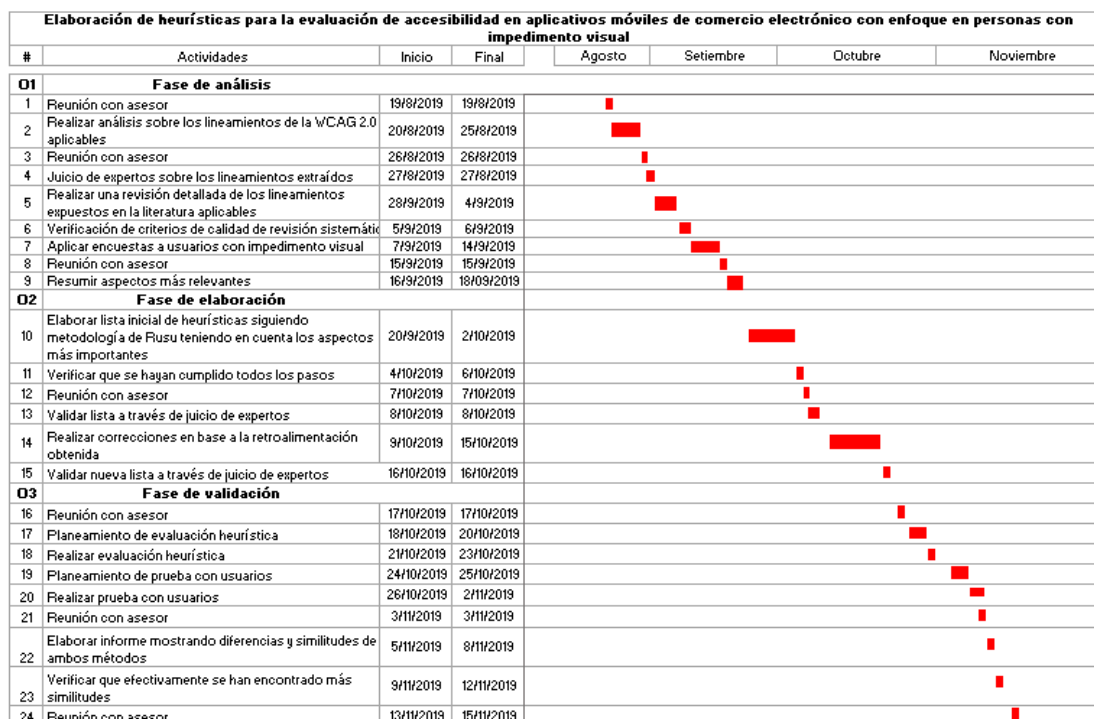 Elaboración de heurísticas para la evaluación de accesibilidad en aplicativos móviles de comercio electrónico con enfoque en personas con
impedimento visual
# Actividades Inicio Final Agosto Setiembre Octubre Noviembre
O1 Fase de análisis
1 Reunión con asesor 19/8/2019 19/8/2019
2 Realizar análisis sobre los lineamientos de la WCAG 2.0 20/8/2019 25/8/2019
aplicables
3 Reunión con asesor 26/8/2019 26/8/2019
4 Juicio de expertos sobre los lineamientos extraídos 27/8/2019 27/8/2019
5 Realizar una revisión detallada de los lineamientos 28/9/2019 4/9/2019
expuestos en la literatura aplicables
6 Verificación de criterios de calidad de revisión sistemátic 5/9/2019 6/9/2019
7 Aplicar encuestas a usuarios con impedimento visual 7/9/2019 14/9/2019
8 Reunión con asesor 15/9/2019 15/9/2019
9 Resumir aspectos más relevantes 16/9/2019 18/09/2019
O2 Fase de elaboración
Elaborar lista inicial de heurísticas siguiendo
10 metodología de Rusu teniendo en cuenta los aspectos 20/9/2019 2/10/2019
más importantes
11 Verificar que se hayan cumplido todos los pasos 4/10/2019 6/10/2019
12 Reunión con asesor 7/10/2019 7/10/2019
13 Validar lista a través de juicio de expertos 8/10/2019 8/10/2019
14 Realizar correcciones en base a la retroalimentación 9/10/2019 15/10/2019
obtenida
15 Validar nueva lista a través de juicio de expertos 16/10/2019 16/10/2019
O3 Fase de validación
16 Reunión con asesor 17/10/2019 17/10/2019
17 Planeamiento de evaluación heurística 18/10/2019 20/10/2019
18 Realizar evaluación heurística 21/10/2019 23/10/2019
19 Planeamiento de prueba con usuarios 24/10/2019 25/10/2019
20 Realizar prueba con usuarios 26/10/2019 2/11/2019
21 Reunión con asesor 3/11/2019 3/11/2019
Elaborar informe mostrando diferencias y similitudes de 5/11/2019 8/11/2019
22 ambos métodos
Verificar que efectivamente se han encontrado más 9/11/2019 12/11/2019
23 similitudes
24 Reunión con asesor 13/11/2019 15/11/2019